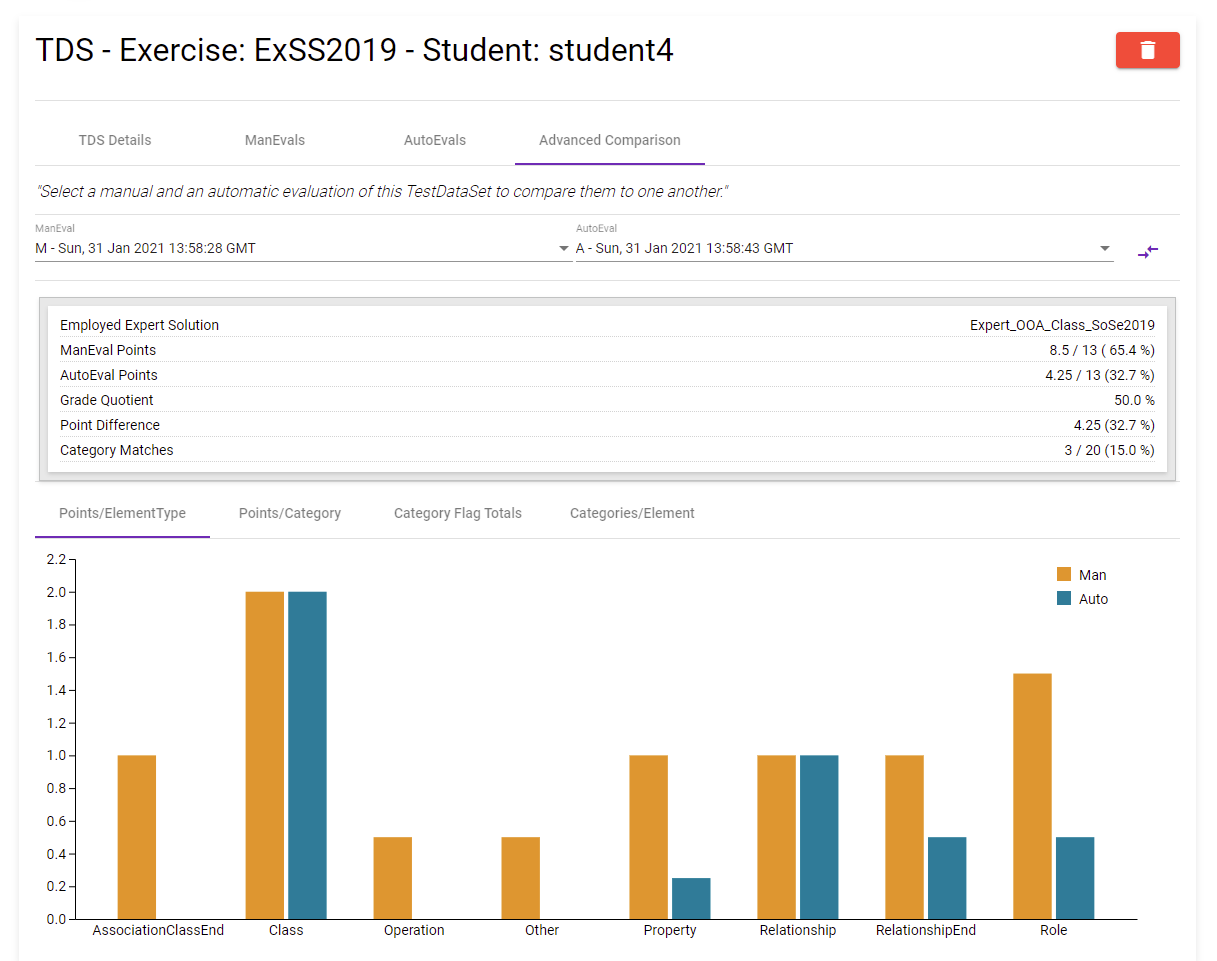 TDS - Exercise: ExSS2019 - Student: student4
TDS Details ManEvals AutoEvals Advanced Comparison
"Select a manual and an automatic evaluation of this TestDataSet to compare them to one another."
ManEval AutoEval
M - Sun, 31 Jan 2021 13:58:28 GMT A - Sun, 31 Jan 2021 13:58:43 GMT
Employed Expert Solution Expert_OOA_Class_SoSe2019
ManEval Points 8.5 / 13 ( 65.4 %)
AutoEval Points 4.25 / 13 (32.7 %)
Grade Quotient 50.0 %
Point Difference 4.25 (32.7 %)
Category Matches 3 / 20 (15.0 %)
Points/ElementType Points/Category Category Flag Totals Categories/Element
2.2
Man
2.0
Auto
1.8
1.6
1.4
1.2
1.0
0.8
0.6
0.4
0.2
0.0
AssociationClassEnd Class Operation Other Property Relationship RelationshipEnd Role